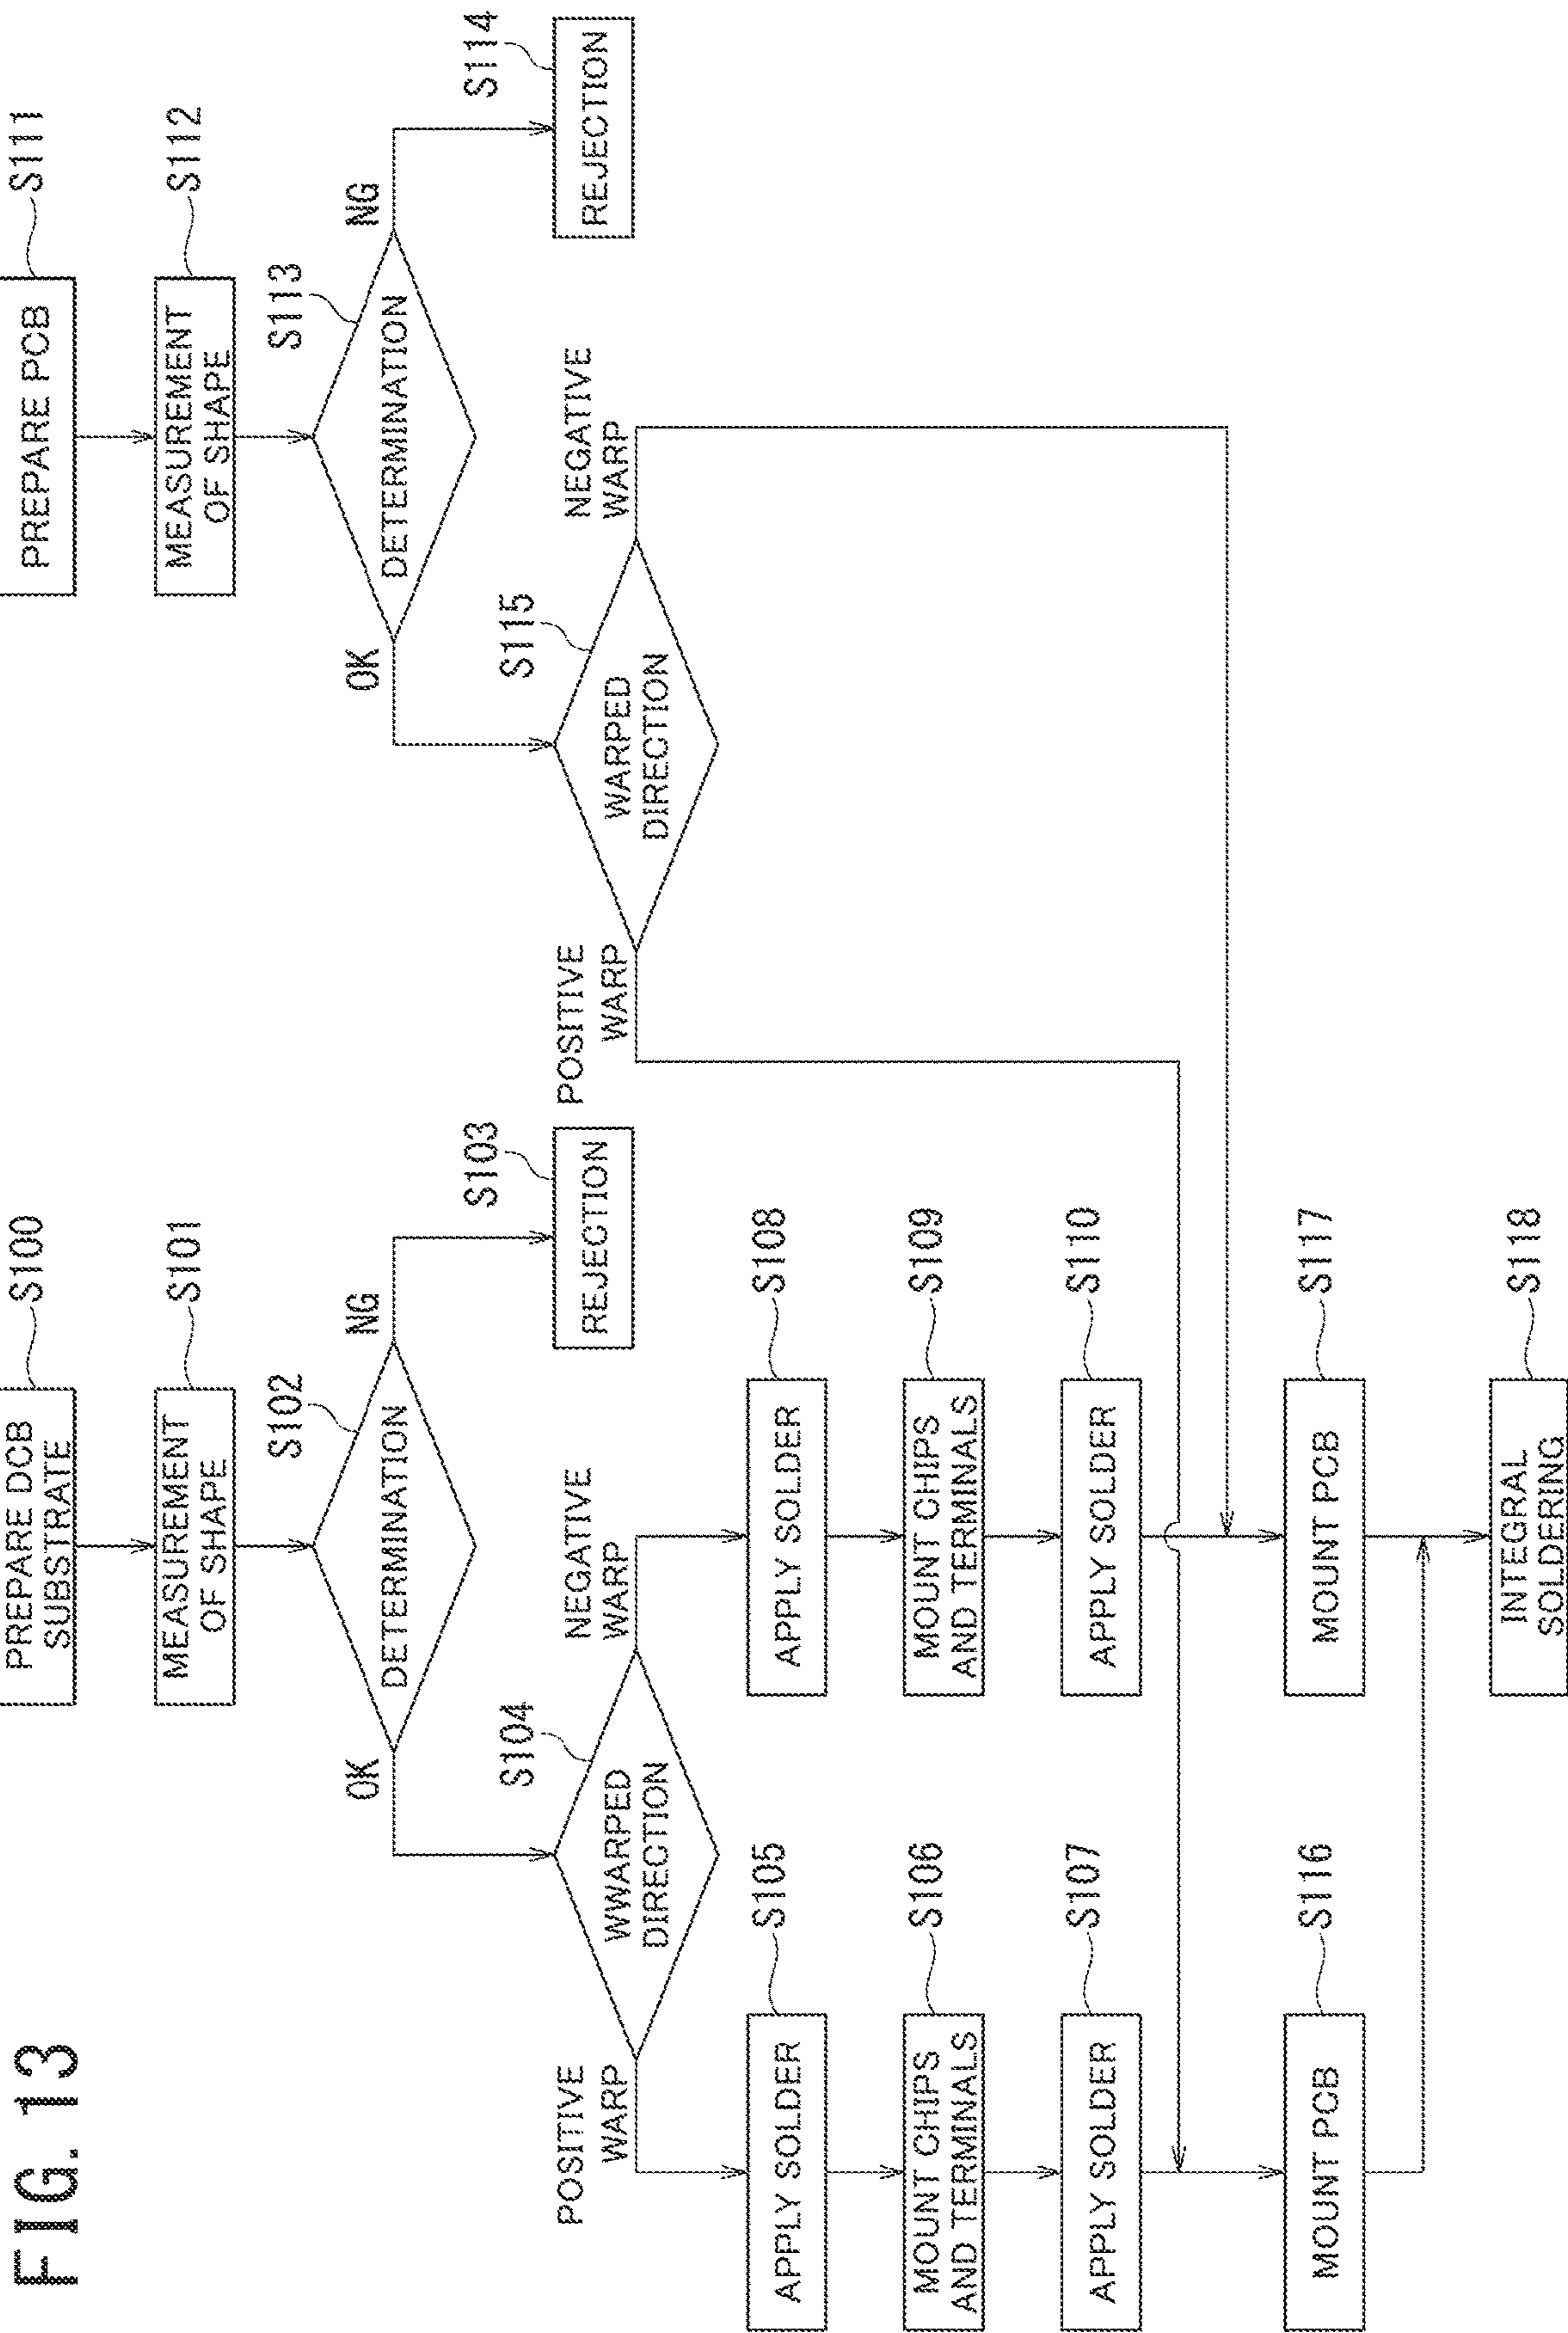 FIG. 13
PREPARE DCB
SUBSTRATE
S100
MEASUREMENT
OF SHAPE
S101
DETERMINATION
S102
OK
NG
REJECTION
S103
WWARPED
DIRECTION
S104
POSITIVE
WARP
NEGATIVE
WARP
APPLY SOLDER
S105
MOUNT CHIPS
AND TERMINALS
S106
APPLY SOLDER
S107
APPLY SOLDER
S108
MOUNT CHIPS
AND TERMINALS
S109
APPLY SOLDER
S110
PREPARE PCB
S111
MEASUREMENT
OF SHAPE
S112
DETERMINATION
S113
OK
NG
REJECTION
S114
WARPED
DIRECTION
S115
POSITIVE
WARP
NEGATIVE
WARP
MOUNT PCB
S116
MOUNT PCB
S117
INTEGRAL
SOLDERING
S118